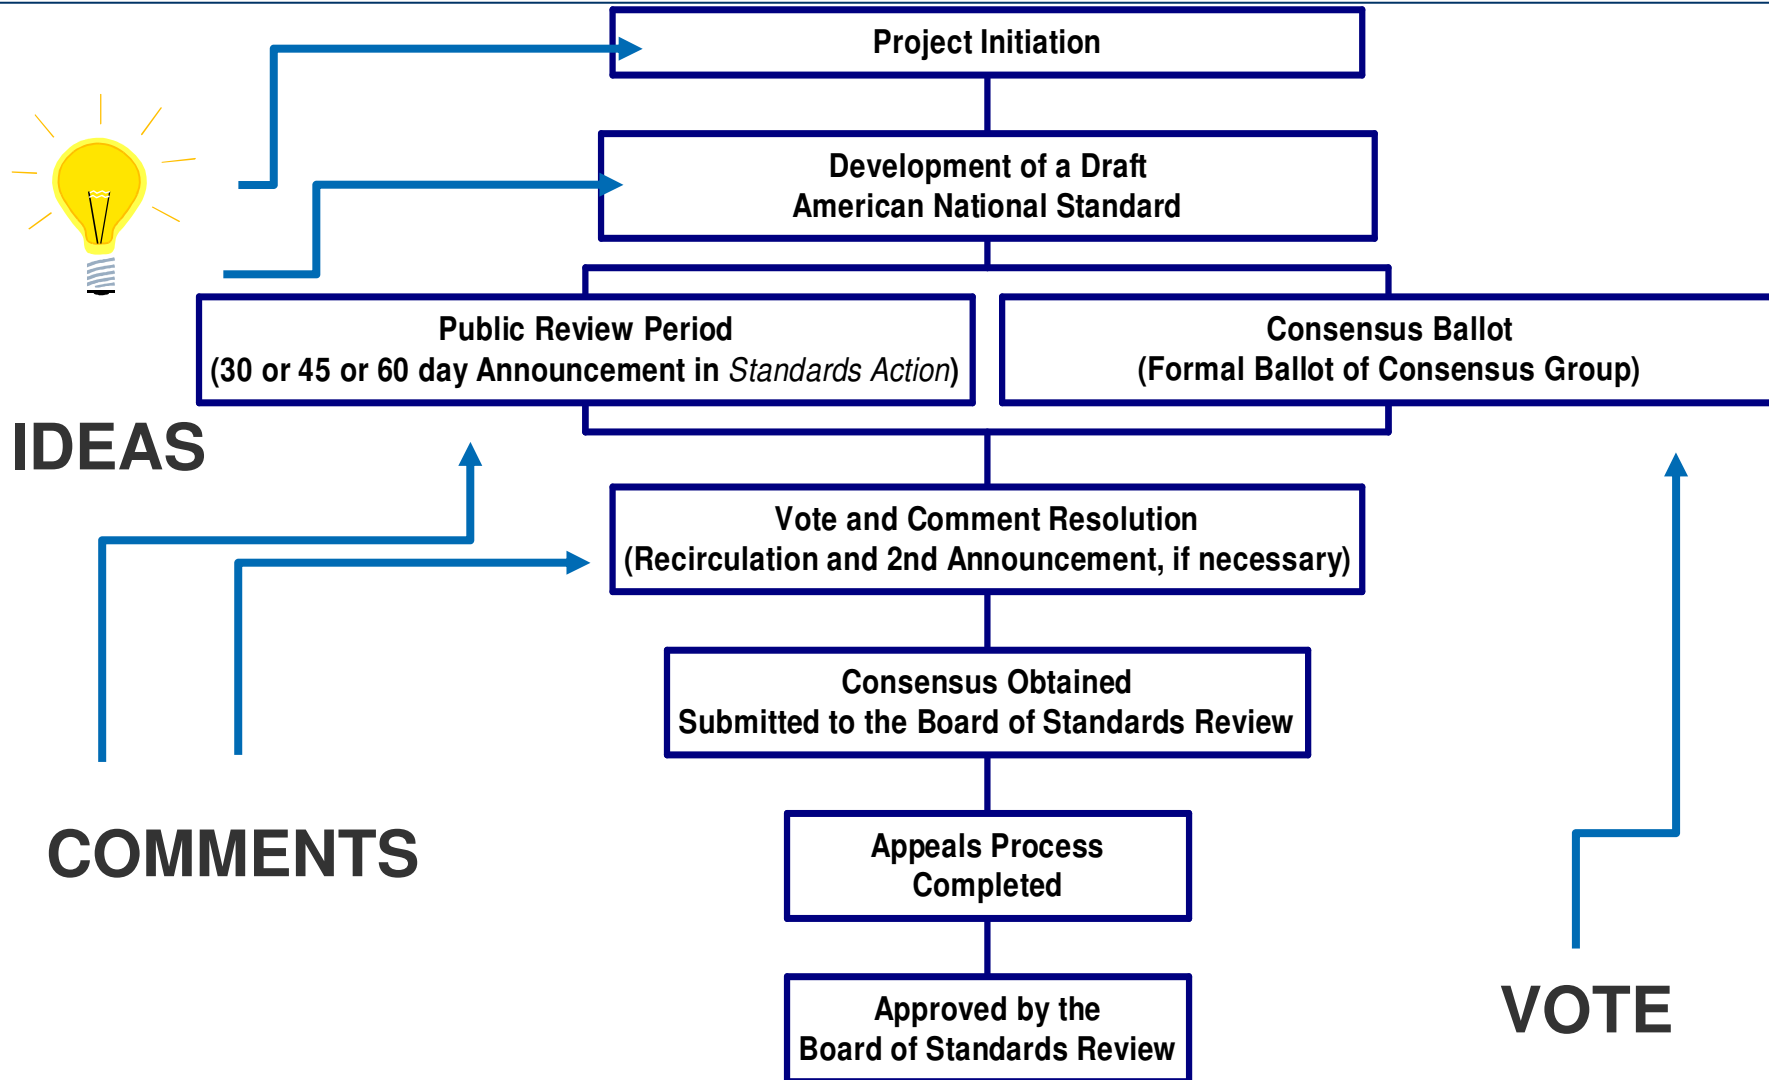 Project Initiation
Development of a Draft
American National Standard
Public Review Period
(30 or 45 or 60 day Announcement in Standards Action)
Consensus Ballot
(Formal Ballot of Consensus Group)
IDEAS
Vote and Comment Resolution
(Recirculation and 2nd Announcement, if necessary)
Consensus Obtained
Submitted to the Board of Standards Review
COMMENTS
Appeals Process
Completed
VOTE
Approved by the
Board of Standards Review